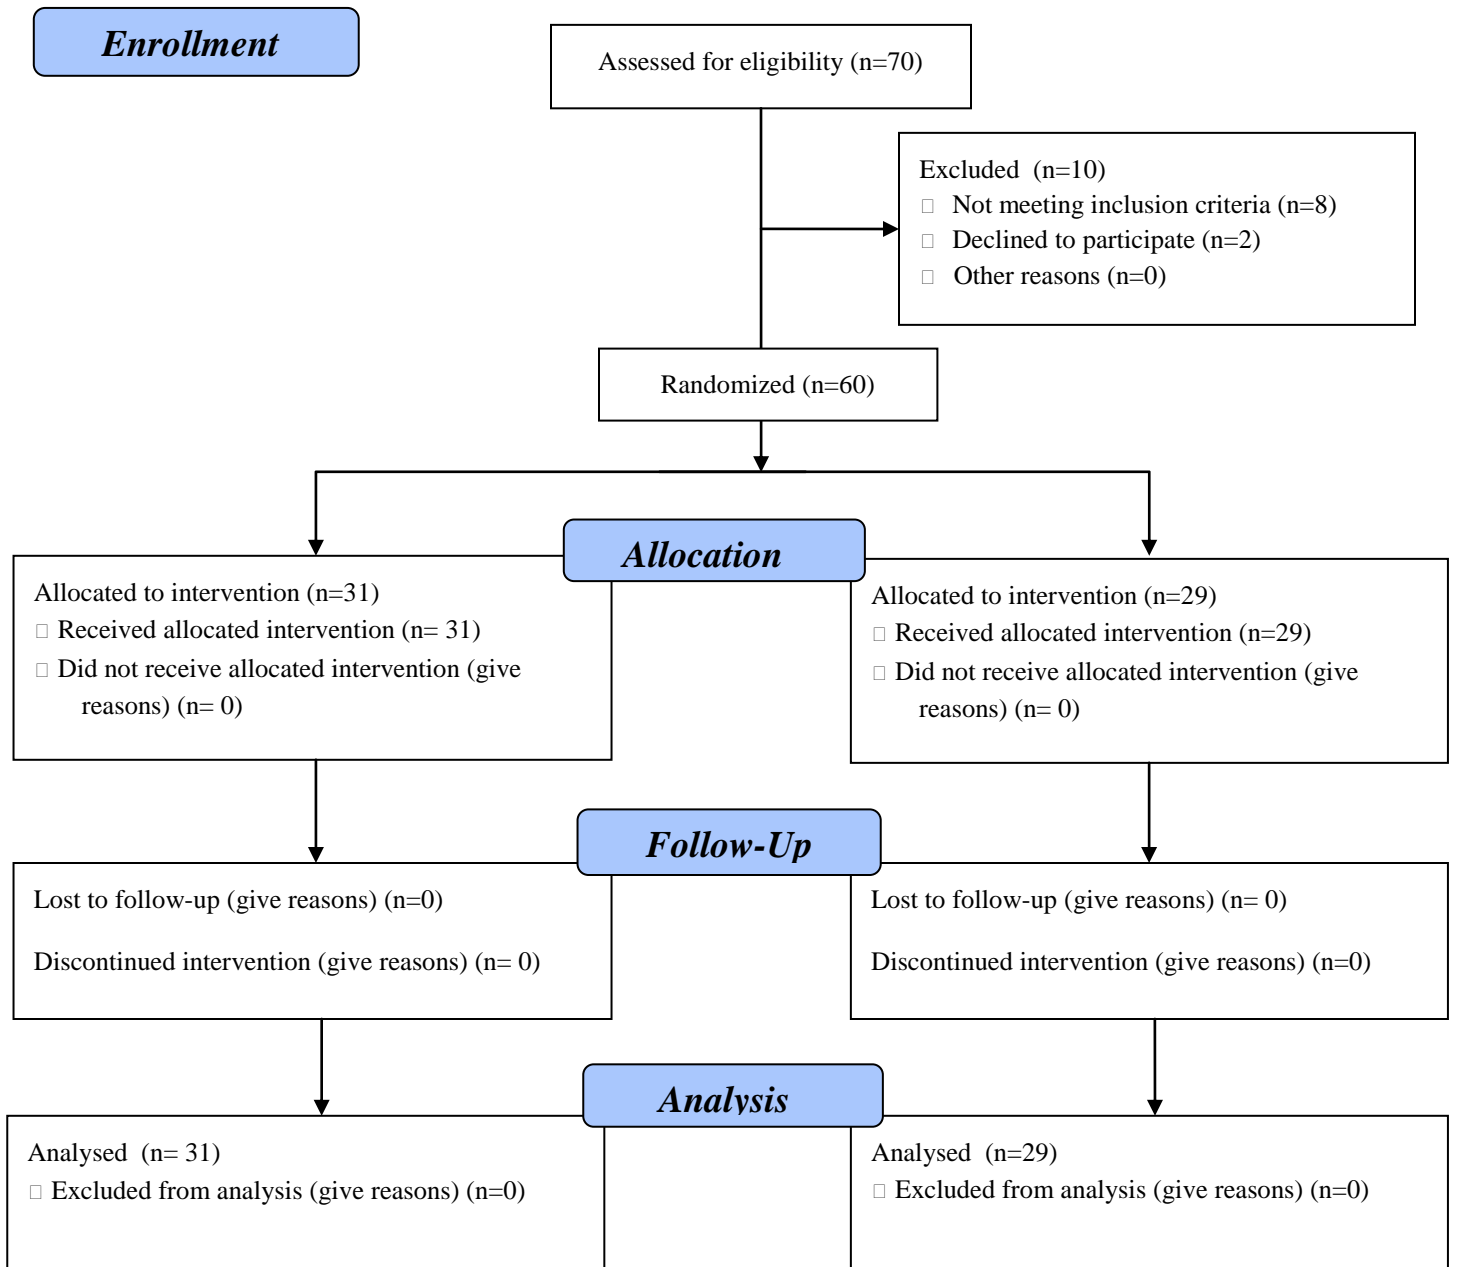 Enrollment
Assessed for eligibility (n=70)
Excluded (n=10)
Not meeting inclusion criteria (n=8)
Declined to participate (n=2)
Other reasons (n=0)
Randomized (n=60)
Allocation
Allocated to intervention (n=31)
Received allocated intervention (n= 31)
Did not receive allocated intervention (give
reasons) (n= 0)
Allocated to intervention (n=29)
Received allocated intervention (n=29)
Did not receive allocated intervention (give
reasons) (n= 0)
Follow-Up
Lost to follow-up (give reasons) (n=0)
Discontinued intervention (give reasons) (n= 0)
Lost to follow-up (give reasons) (n= 0)
Discontinued intervention (give reasons) (n=0)
Analysis
Analysed (n= 31)
Excluded from analysis (give reasons) (n=0)
Analysed (n=29)
Excluded from analysis (give reasons) (n=0)